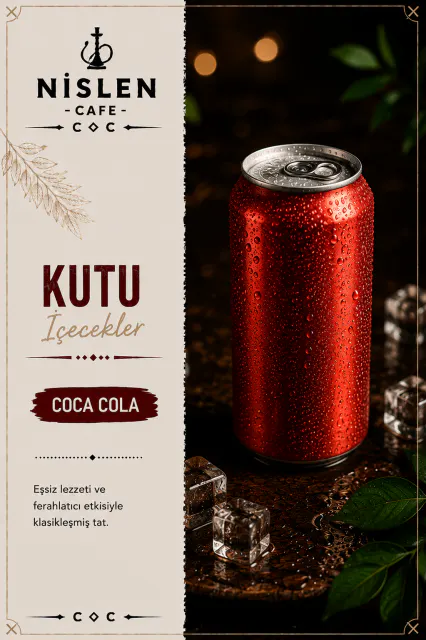 NİSLEN
-CAFE-
C ◇ C
KUTU
İçecekler
COCA COLA
Eşsiz lezzeti ve
ferahlatıcı etkisiyle
klasikleşmiş tat.
C ◇ C